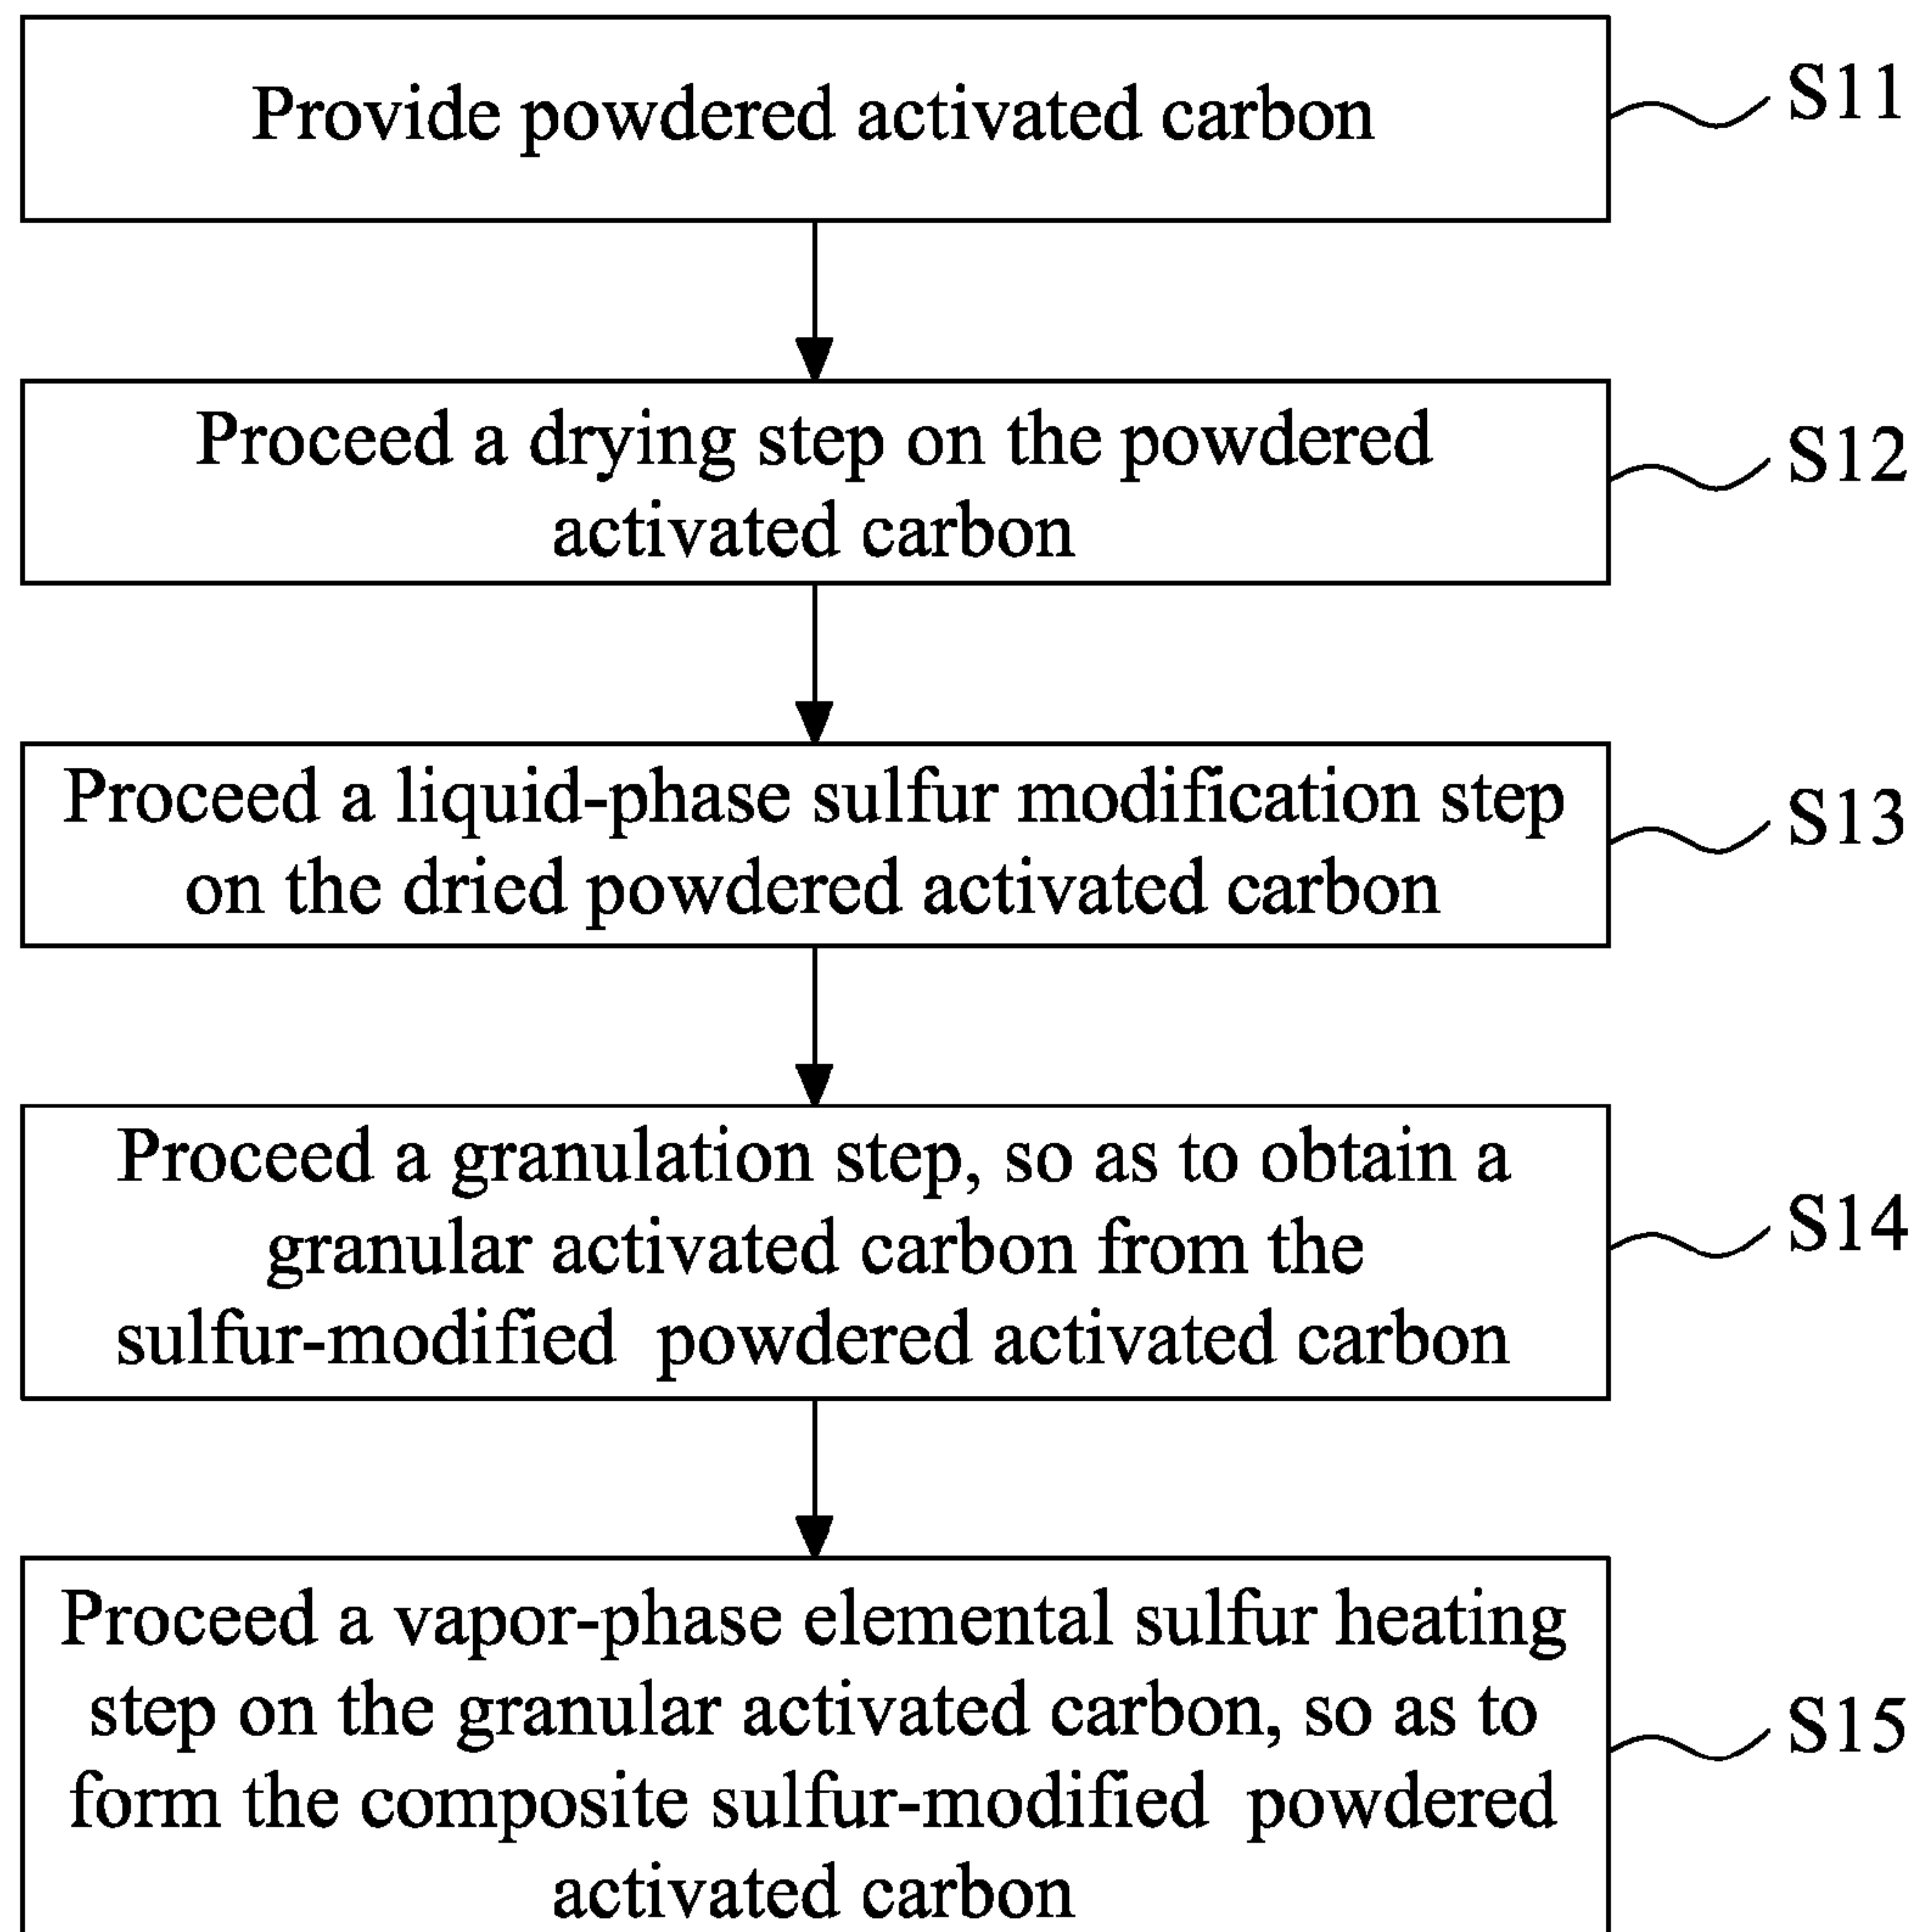 Provide powdered activated carbon
S11
Proceed a drying step on the powdered
activated carbon
S12
Proceed a liquid-phase sulfur modification step
on the dried powdered activated carbon
S13
Proceed a granulation step, so as to obtain a
granular activated carbon from the
sulfur-modified powdered activated carbon
S14
Proceed a vapor-phase elemental sulfur heating
step on the granular activated carbon, so as to
form the composite sulfur-modified powdered
activated carbon
S15